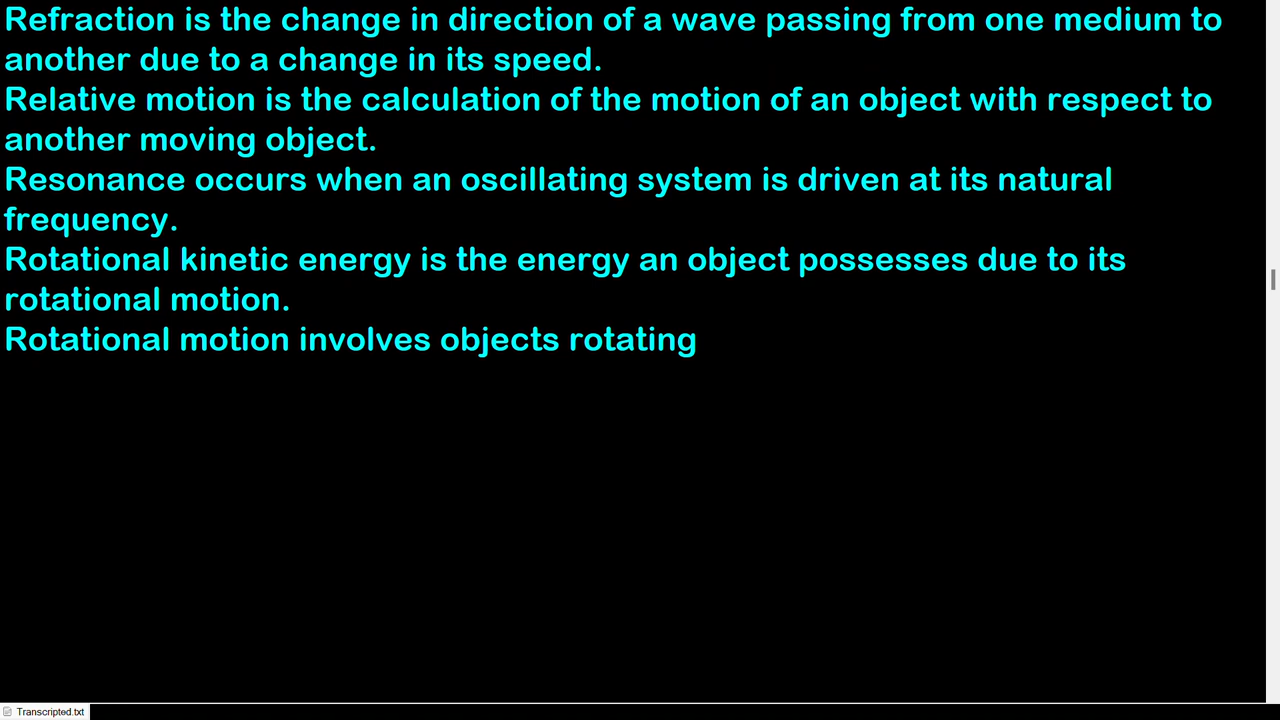 Refraction is the change in direction of a wave passing from one medium to
another due to a change in its speed.
Relative motion is the calculation of the motion of an object with respect to
another moving object.
Resonance occurs when an oscillating system is driven at its natural
frequency.
Rotational kinetic energy is the energy an object possesses due to its
rotational motion.
Rotational motion involves objects rotating
Transcripted.txt